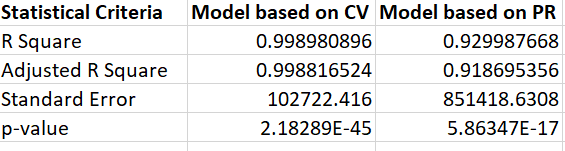 Statistical Criteria Model based on CV Model based on PR
R Square 0.998980896 0.929987668
Adjusted R Square 0.998816524 0.918695356
Standard Error 102722.416 851418.6308
p-value 2.18289E-45 5.86347E-17